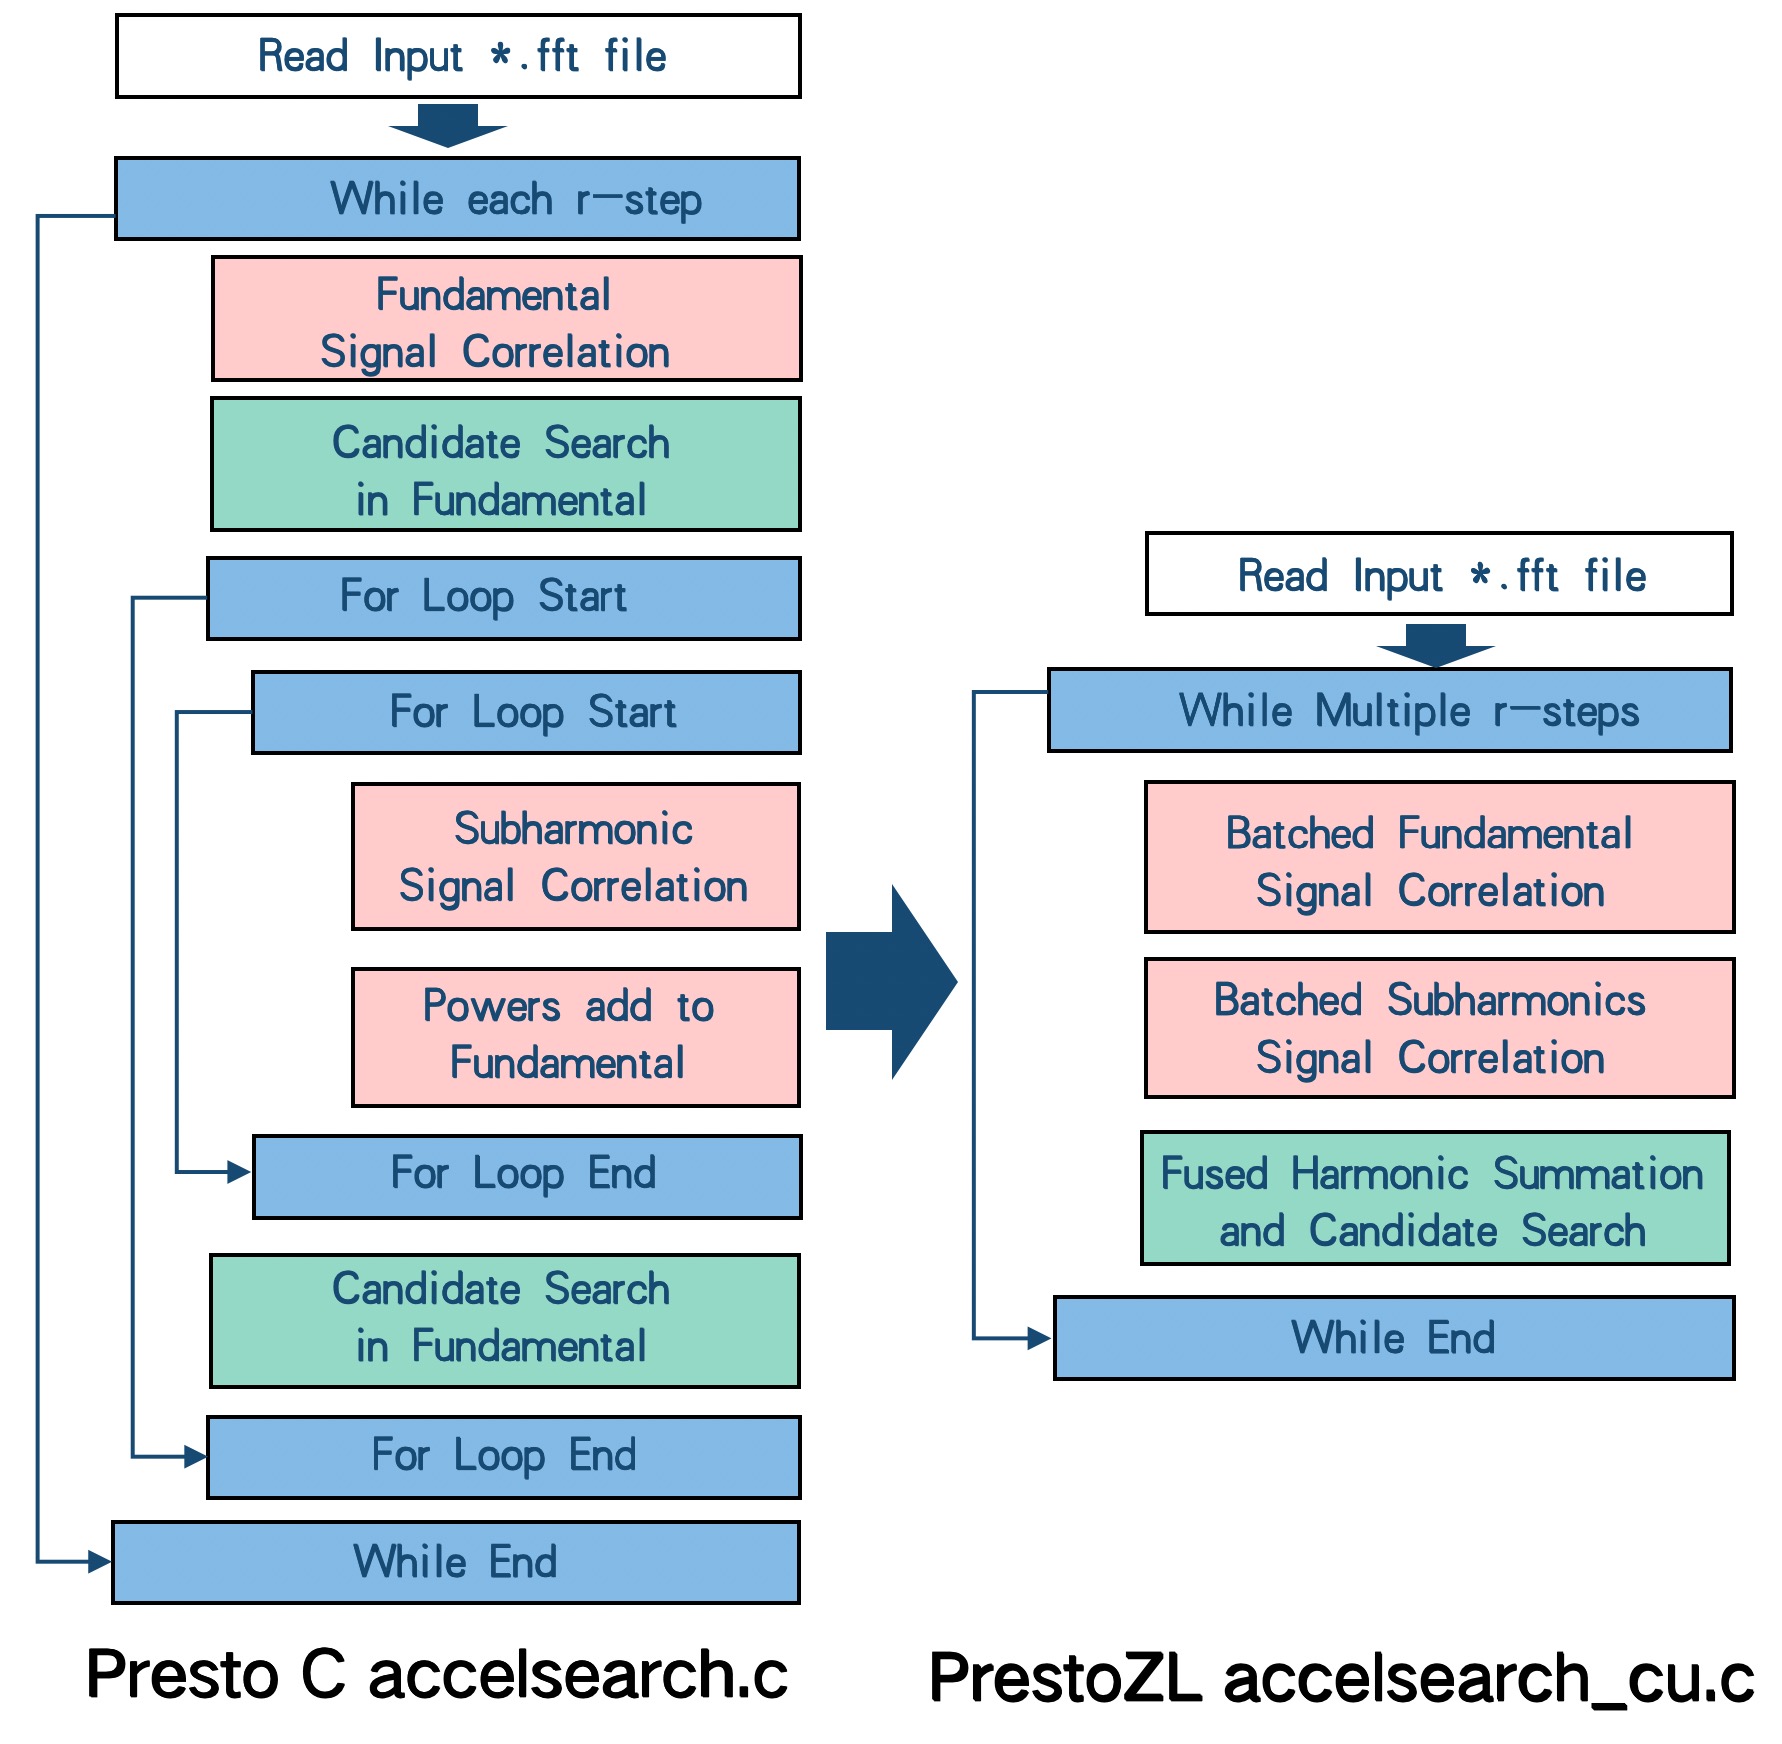 Read Input *.fft file
While each r-step
Fundamental
Signal Correlation
Candidate Search
in Fundamental
For Loop Start
For Loop Start
Subharmonic
Signal Correlation
Powers add to
Fundamental
For Loop End
Candidate Search
in Fundamental
For Loop End
While End
Presto C accelsearch.c
Read Input *.fft file
While Multiple r-steps
Batched Fundamental
Signal Correlation
Batched Subharmonics
Signal Correlation
Fused Harmonic Summation
and Candidate Search
While End
PrestoZL accelsearch_cu.c